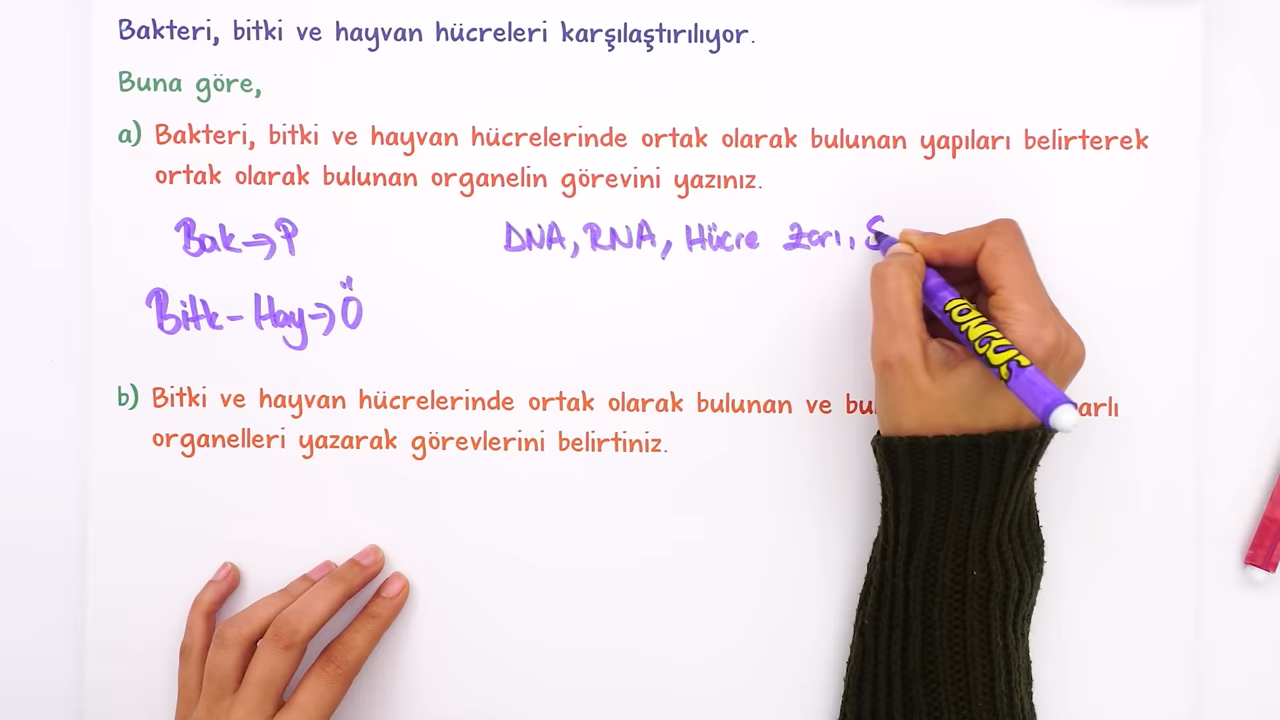 Bakteri, bitki ve hayvan hücreleri karşılaştırılıyor.
Buna göre,
a) Bakteri, bitki ve hayvan hücrelerinde ortak olarak bulunan yapıları belirterek
ortak olarak bulunan organelin görevini yazınız.
Bak→P DNA, RNA, Hücre Zarı, S
Bitk-Hay→Ö
b) Bitki ve hayvan hücrelerinde ortak olarak bulunan ve bu arlı
organelleri yazarak görevlerini belirtiniz.
TONGUÇ